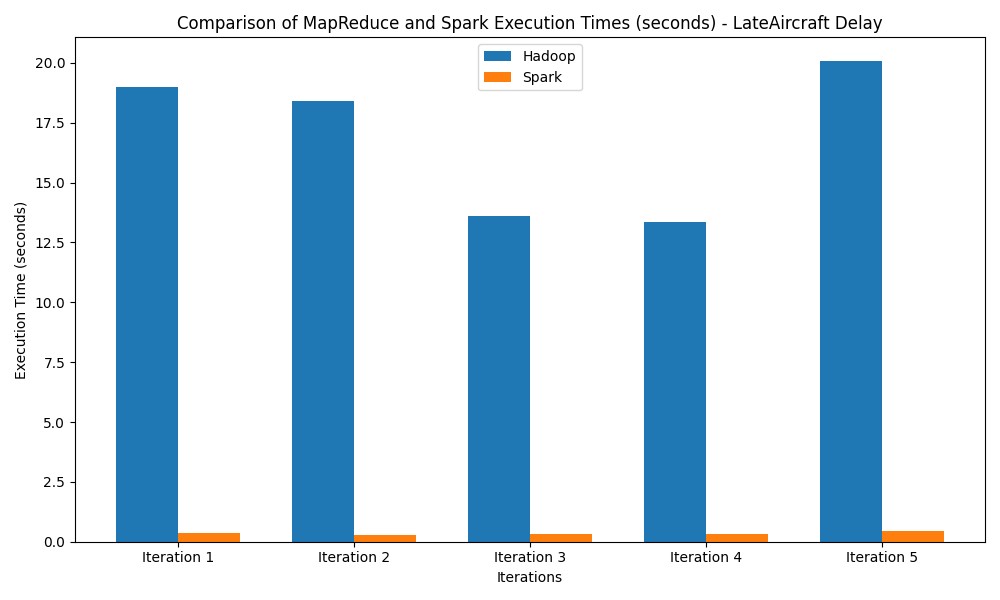 Comparison of MapReduce and Spark Execution Times (seconds) - LateAircraft Delay
Hadoop
Spark
Execution Time (seconds)
20.0
17.5
15.0
12.5
10.0
7.5
5.0
2.5
0.0
Iteration 1
Iteration 2
Iteration 3
Iteration 4
Iteration 5
Iterations